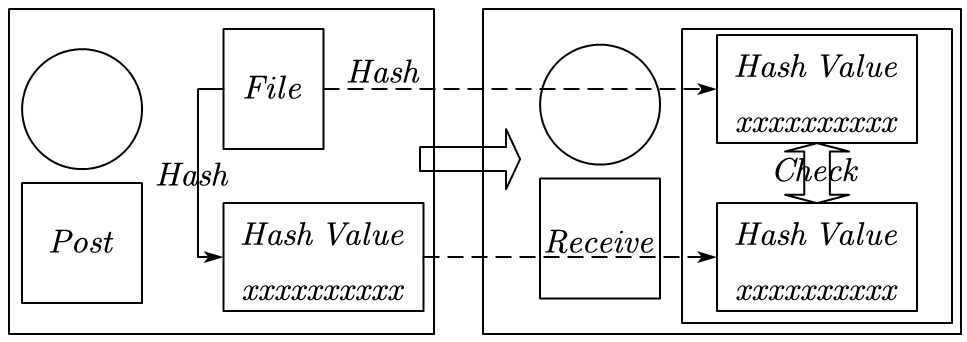 File
Hash
Hash
Post
Hash Value
xxxxxxxxxx
Receive
Hash Value
xxxxxxxxxx
Check
Hash Value
xxxxxxxxxx